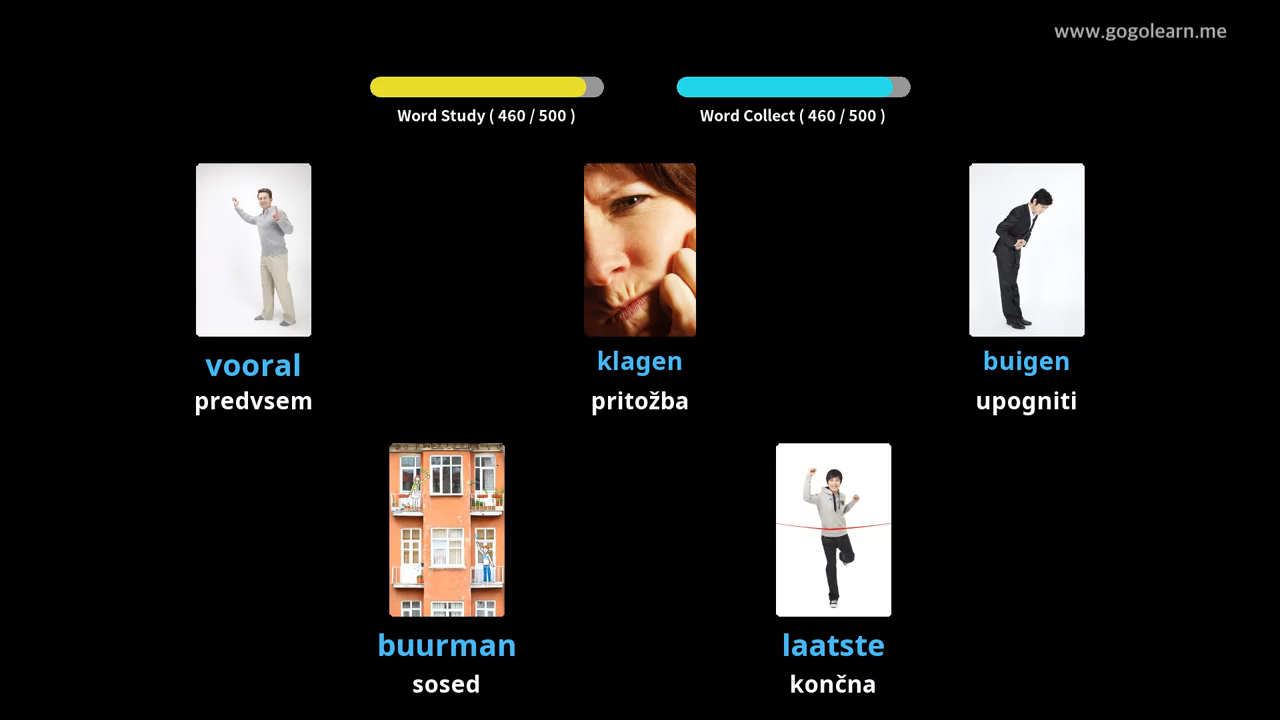 www.gogolearn.me
Word Study ( 460 / 500 )
Word Collect ( 460 / 500 )
vooral
predvsem
klagen
pritožba
buigen
upogniti
buurman
sosed
laatste
končna